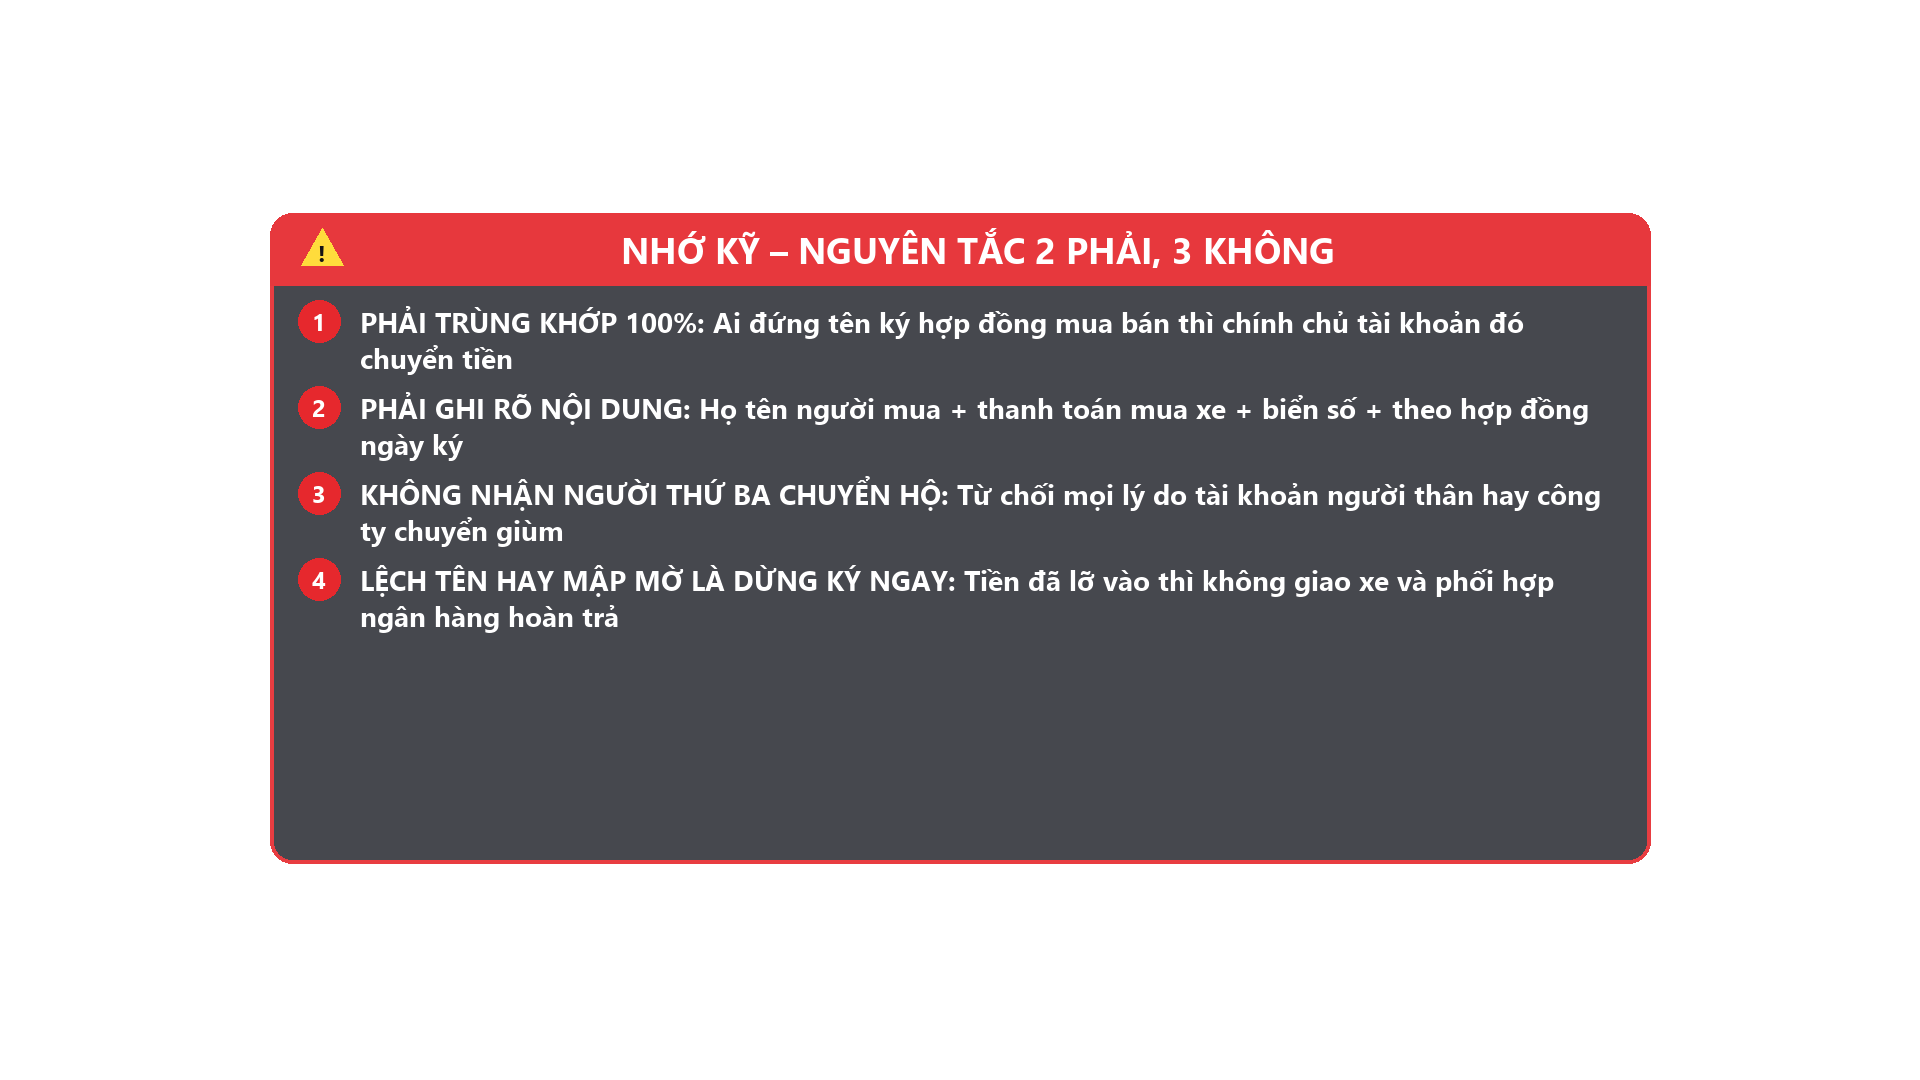 !
NHỚ KỸ – NGUYÊN TẮC 2 PHẢI, 3 KHÔNG
1 PHẢI TRÙNG KHỚP 100%: Ai đứng tên ký hợp đồng mua bán thì chính chủ tài khoản đó
chuyển tiền
2 PHẢI GHI RÕ NỘI DUNG: Họ tên người mua + thanh toán mua xe + biển số + theo hợp đồng
ngày ký
3 KHÔNG NHẬN NGƯỜI THỨ BA CHUYỂN HỘ: Từ chối mọi lý do tài khoản người thân hay công
ty chuyển giùm
4 LỆCH TÊN HAY MẬP MỜ LÀ DỪNG KÝ NGAY: Tiền đã lỡ vào thì không giao xe và phối hợp
ngân hàng hoàn trả